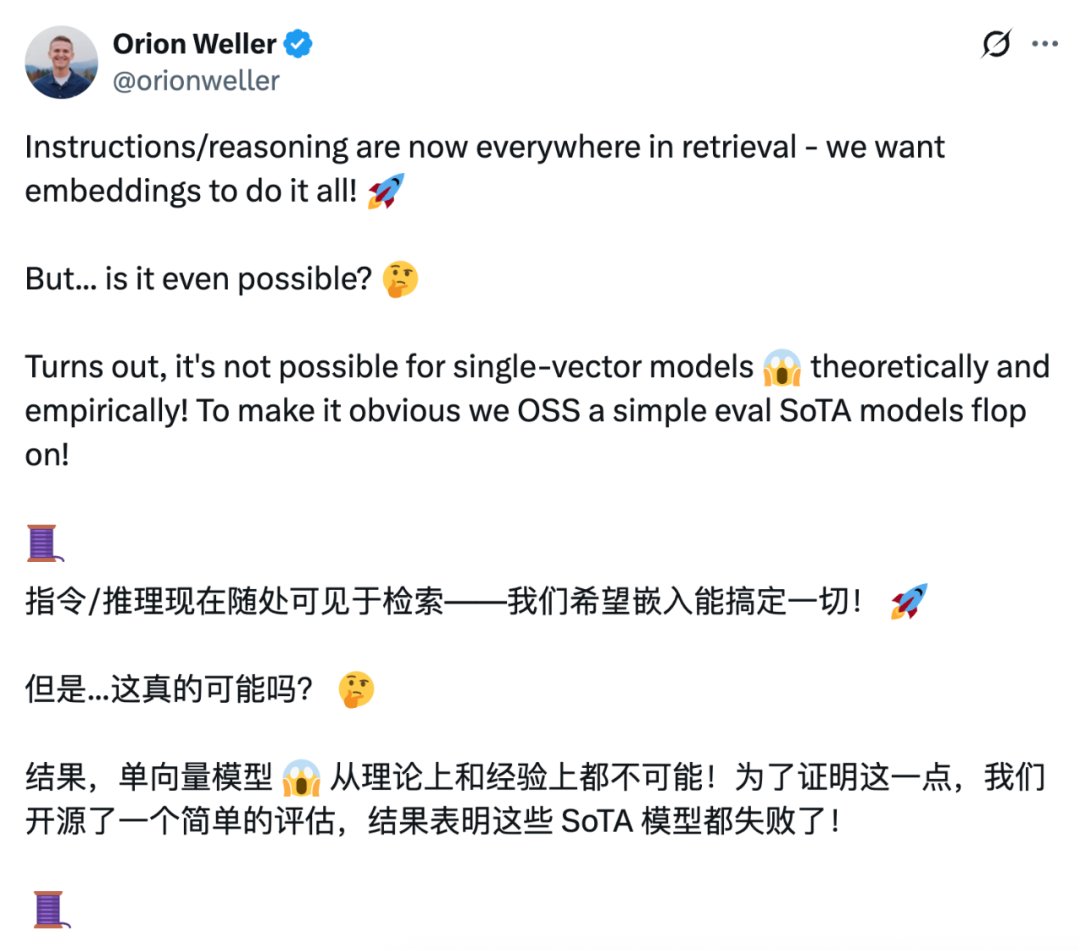 Orion Weller
@orionweller
Instructions/reasoning are now everywhere in retrieval - we want
embeddings to do it all! 🚀
But... is it even possible? 🤔
Turns out, it's not possible for single-vector models 😱 theoretically and
empirically! To make it obvious we OSS a simple eval SoTA models flop
on!
🧵
指令/推理现在随处可见于检索——我们希望嵌入能搞定一切！ 🚀
但是...这真的可能吗？ 🤔
结果，单向量模型 😱 从理论上和经验上都不可能！为了证明这一点，我们
开源了一个简单的评估，结果表明这些 SoTA 模型都失败了！
🧵